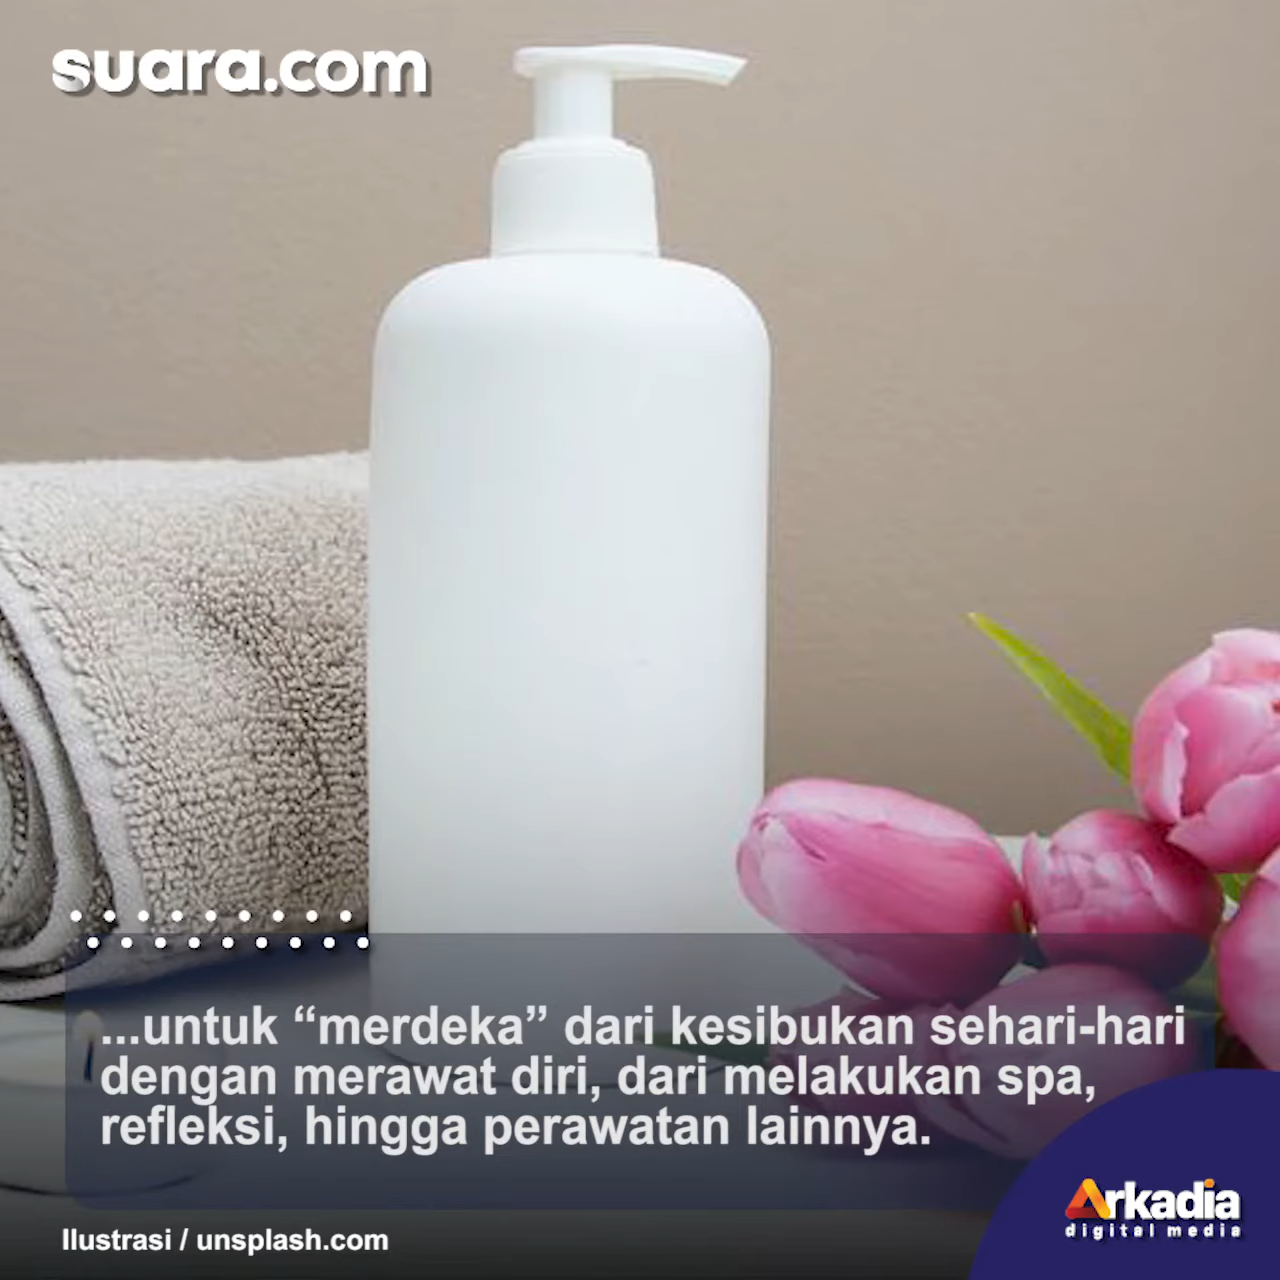 suara.com
...untuk “merdeka” dari kesibukan sehari-hari
dengan merawat diri, dari melakukan spa,
refleksi, hingga perawatan lainnya.
Ilustrasi / unsplash.com
Arkadia
digital media